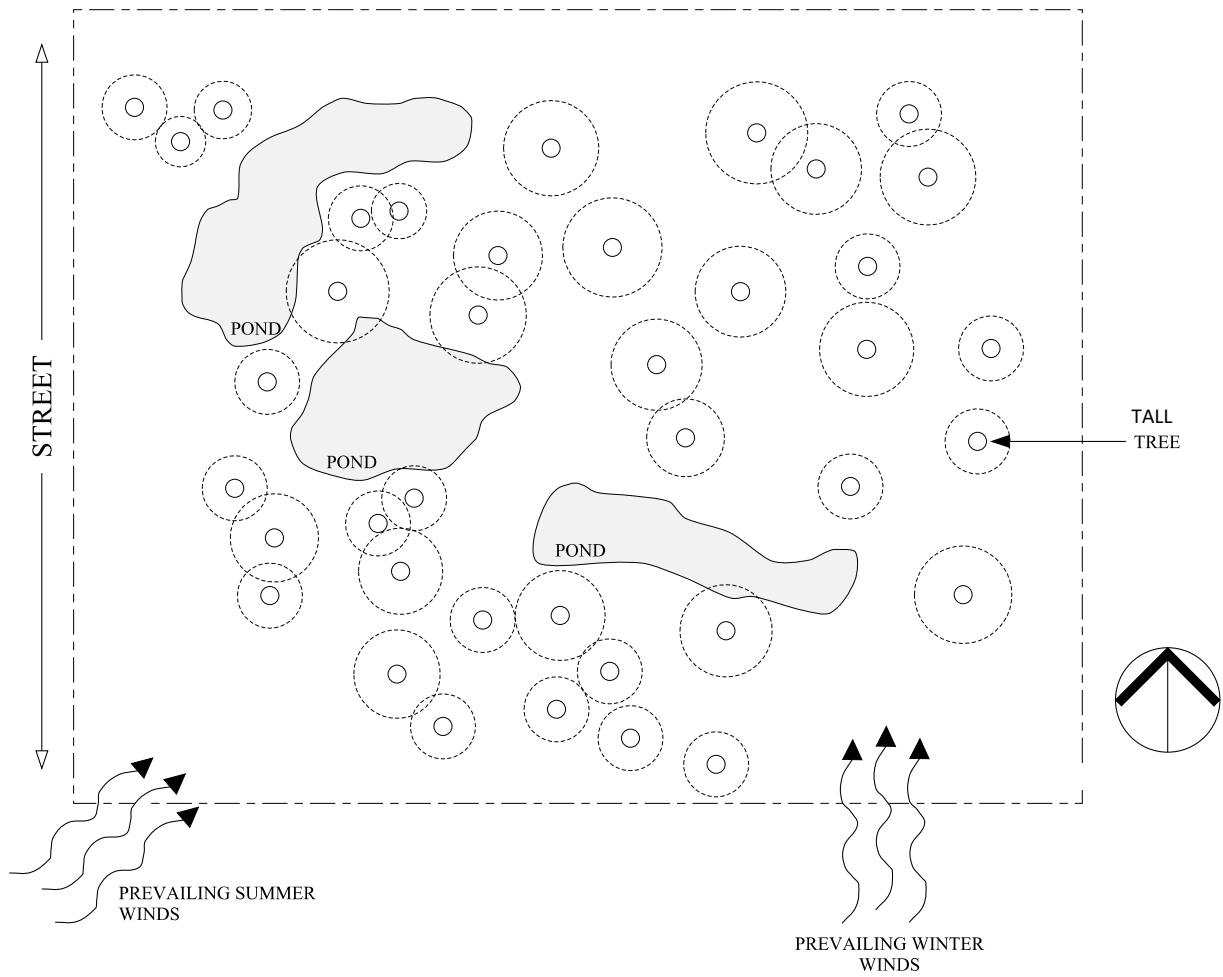 POND
STREET
TALL
TREE
POND
POND
PREVAILING SUMMER
WINDS
PREVAILING WINTER
WINDS